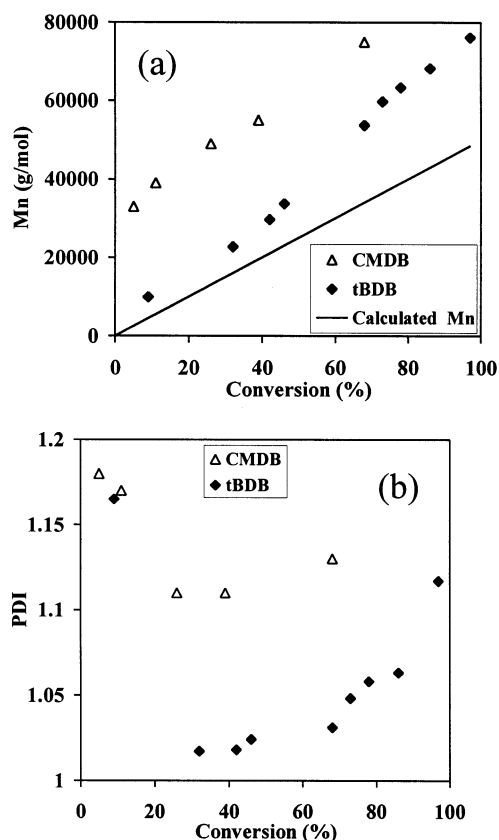 80000
(a)
60000
Mn (g/mol)
40000
20000
CMDB
tBDB
Calculated Mn
0
0 20 40 60 80 100
Conversion (%)
1.2
CMDB
tBDB
(b)
1.15
PDI
1.1
1.05
1
0 20 40 60 80 100
Conversion (%)